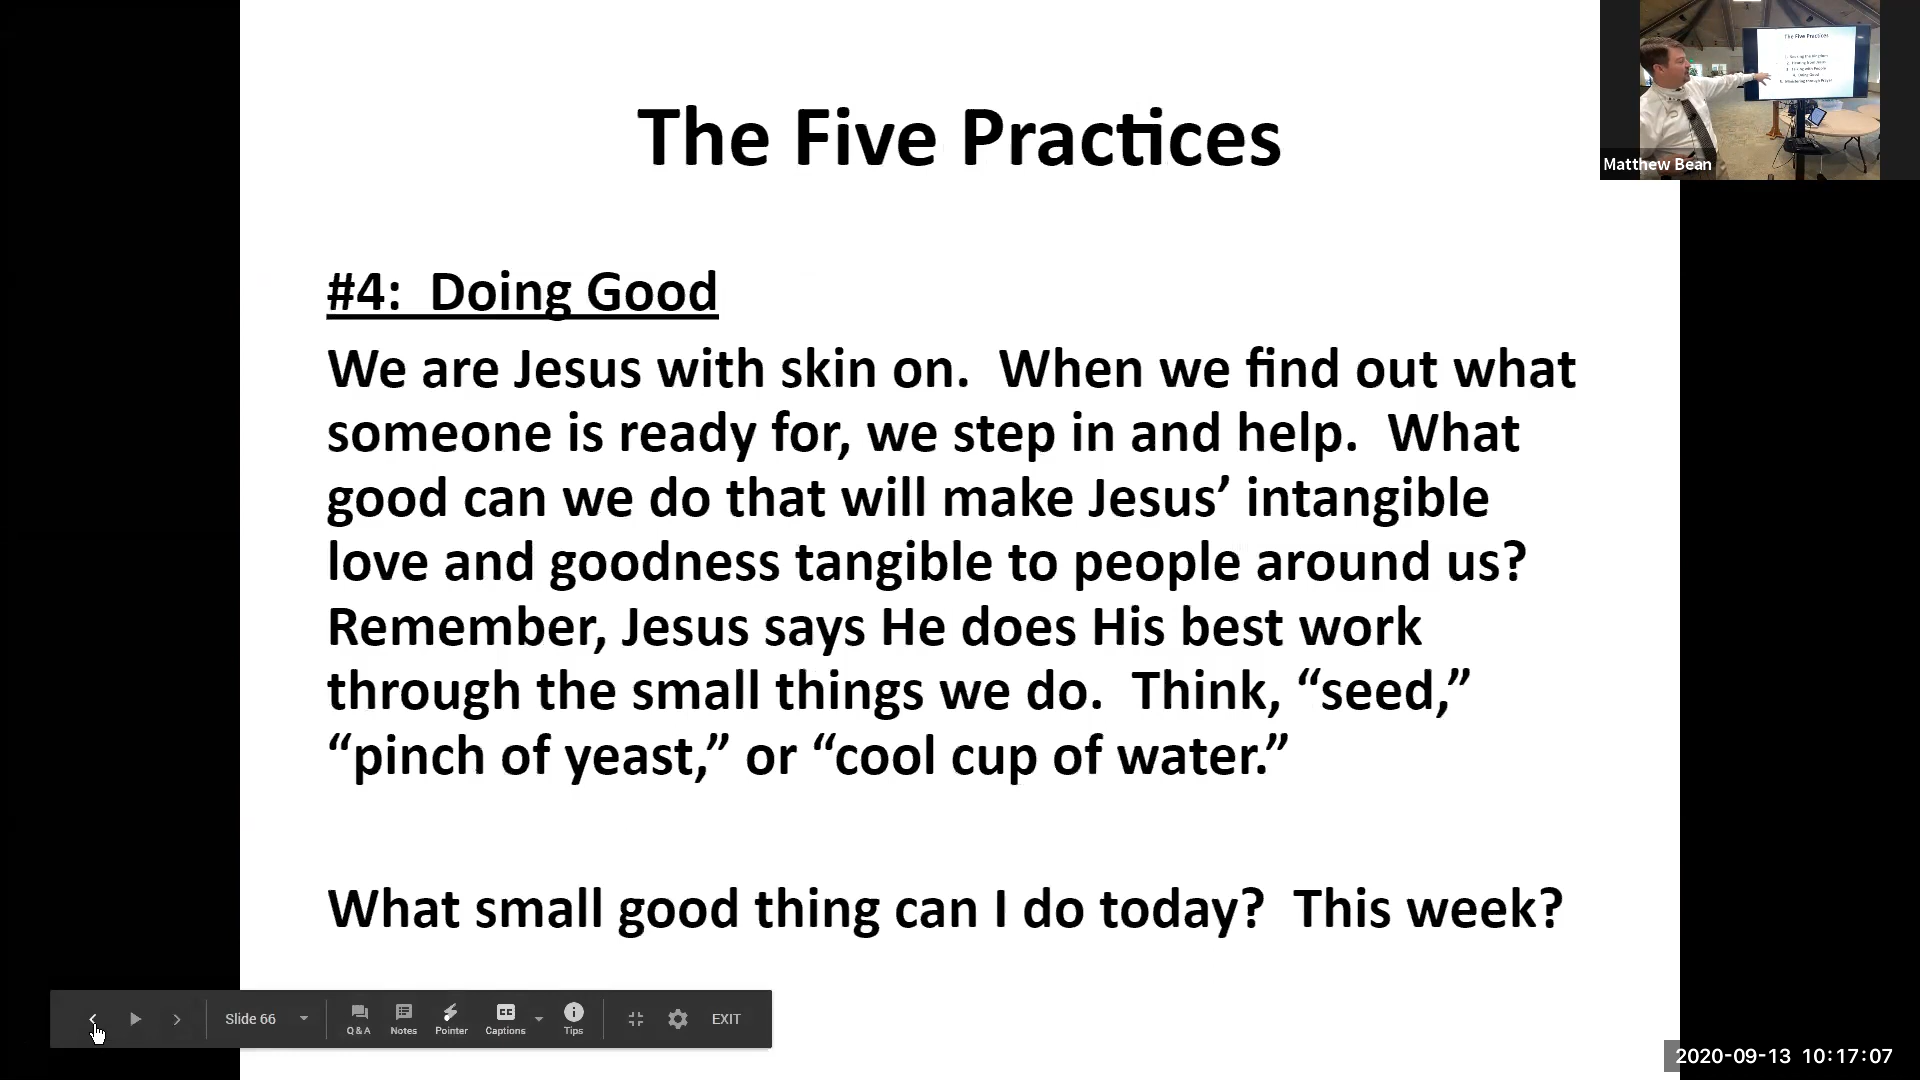 The Five Practices
#4:  Doing Good
We are Jesus with skin on.  When we find out what
someone is ready for, we step in and help.  What
good can we do that will make Jesus’ intangible
love and goodness tangible to people around us?
Remember, Jesus says He does His best work
through the small things we do.  Think, “seed,”
“pinch of yeast,” or “cool cup of water.”
What small good thing can I do today?  This week?
The Five Practices
Matthew Bean
Slide 66
Q&A
Notes
Pointer
Captions
Tips
EXIT
2020-09-13 10:17:07